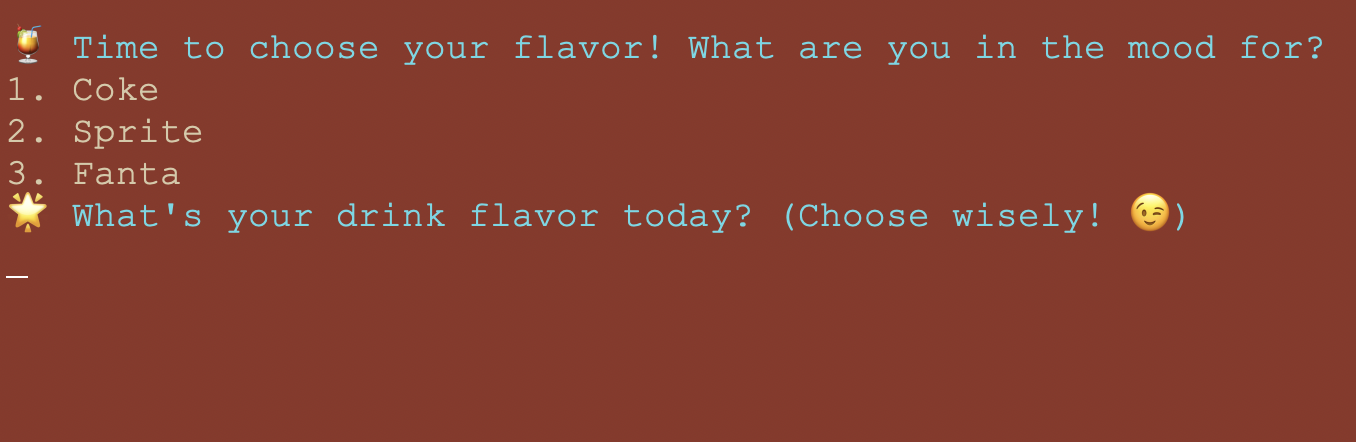 🍹 Time to choose your flavor! What are you in the mood for?
1. Coke
2. Sprite
3. Fanta
🌟 What's your drink flavor today? (Choose wisely! 😉)
_